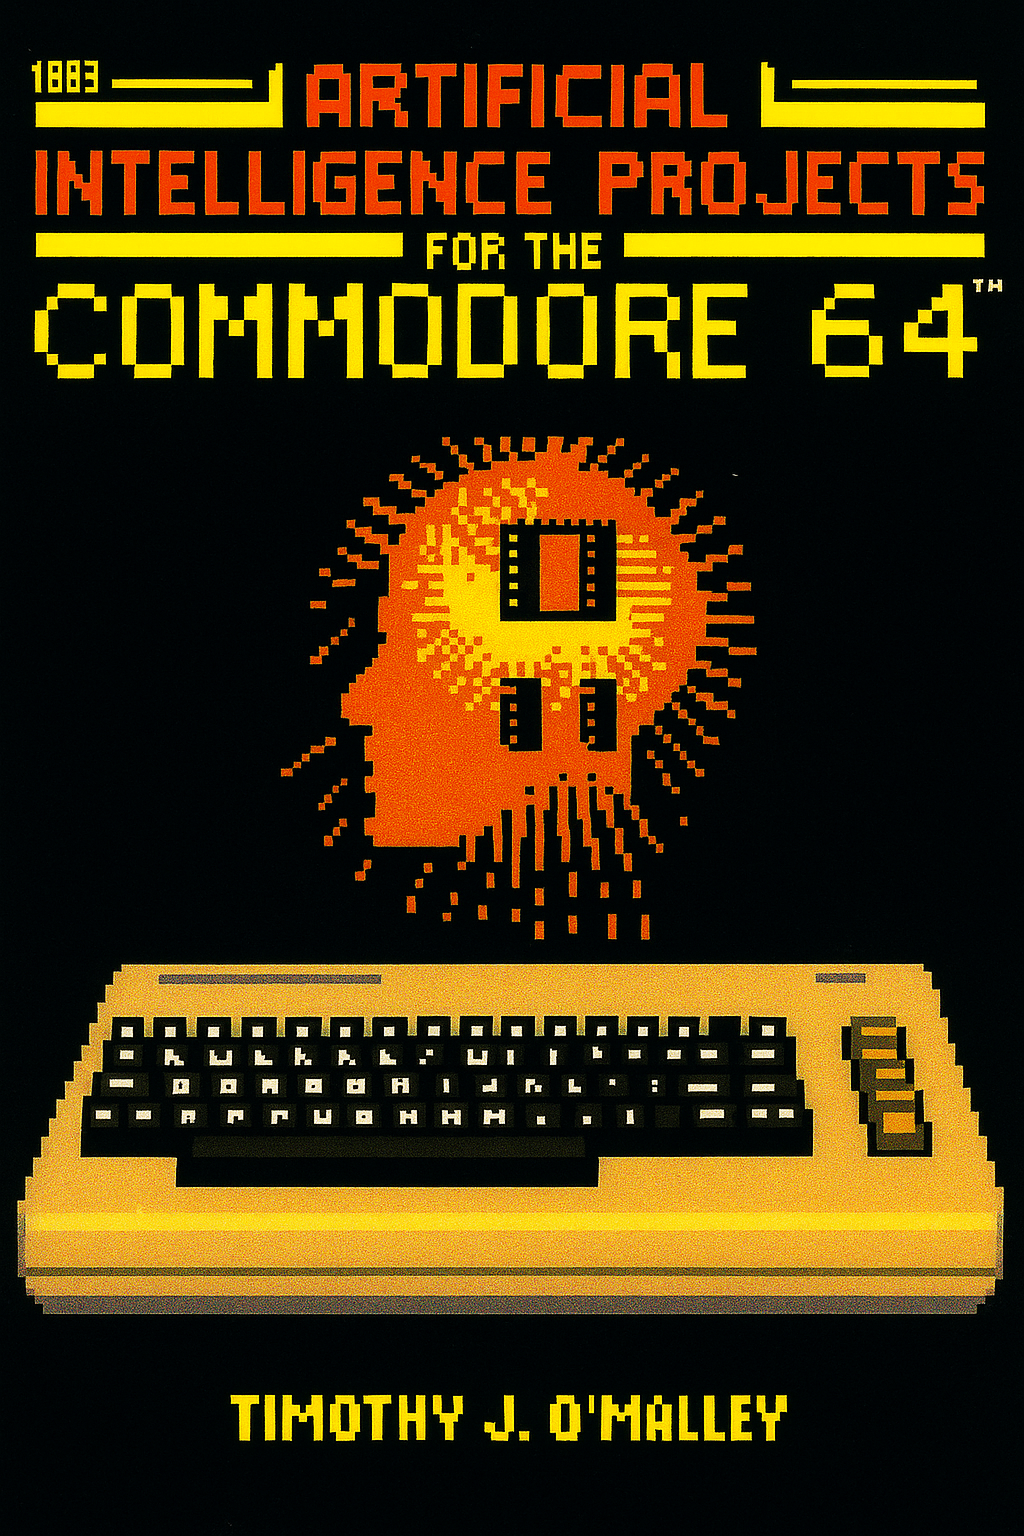 1883
ARTIFICIAL
INTELLIGENCE PROJECTS
FOR THE
COMMODORE 64™
TIMOTHY J. O'MALLEY